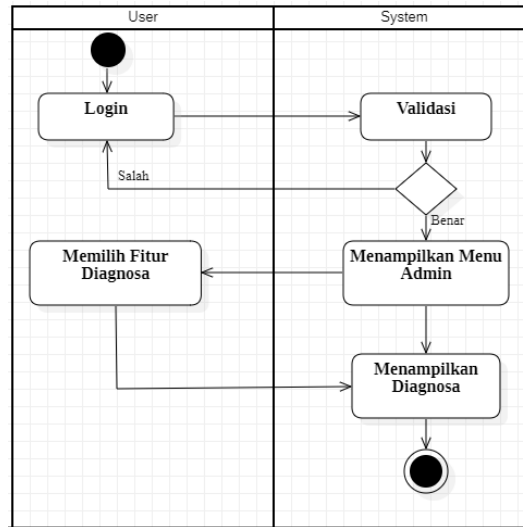 User
System
Login
Validasi
Salah
Benar
Memilih Fitur
Diagnosa
Menampilkan Menu
Admin
Menampilkan
Diagnosa